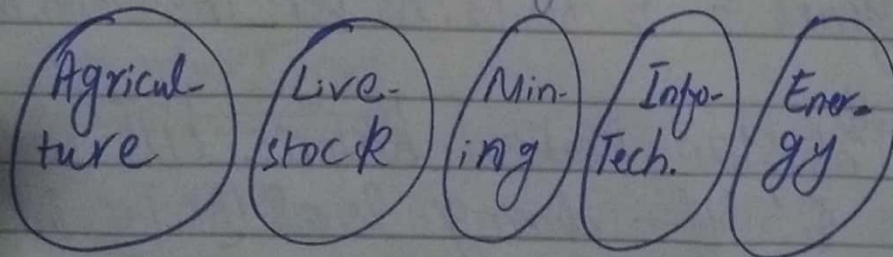 Agricul-
ture
Live-
stock
Min-
ing
Info-
Tech.
Ener-
gy